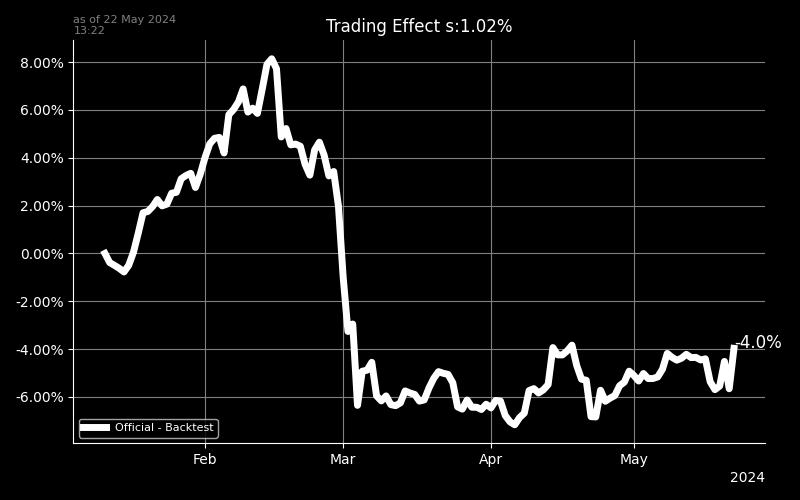 as of 22 May 2024
13:22
Trading Effect s:1.02%
8.00%
6.00%
4.00%
2.00%
0.00%
-2.00%
-4.00%
-6.00%
-4.0%
Official - Backtest
Feb
Mar
Apr
May
2024